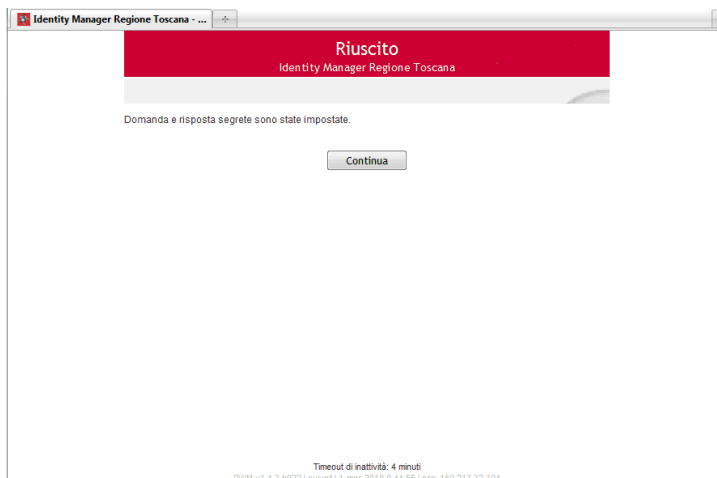 Identity Manager Regione Toscana - ...
Riuscito
Identity Manager Regione Toscana
Domanda e risposta segrete sono state impostate.
Continua
Timeout di inattività: 4 minuti